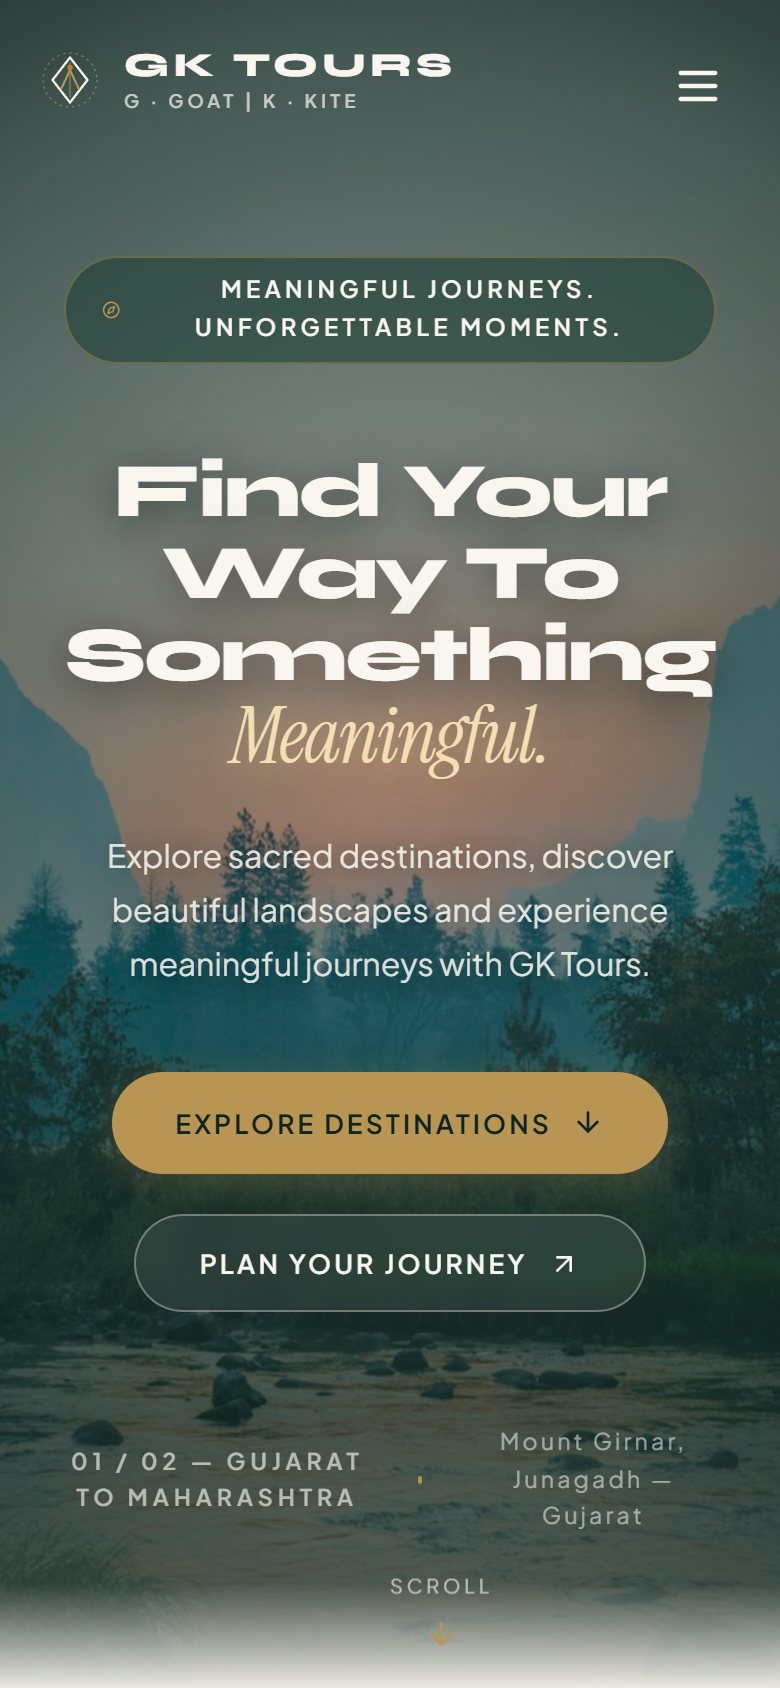 GK TOURS
G · GOAT | K · KITE
MEANINGFUL JOURNEYS.
UNFORGETTABLE MOMENTS.
Find Your
Way To
Something
Meaningful.
Explore sacred destinations, discover
beautiful landscapes and experience
meaningful journeys with GK Tours.
EXPLORE DESTINATIONS ↓
PLAN YOUR JOURNEY ↗
01 / 02 — GUJARAT
TO MAHARASHTRA
Mount Girnar,
Junagadh —
Gujarat
SCROLL
↓